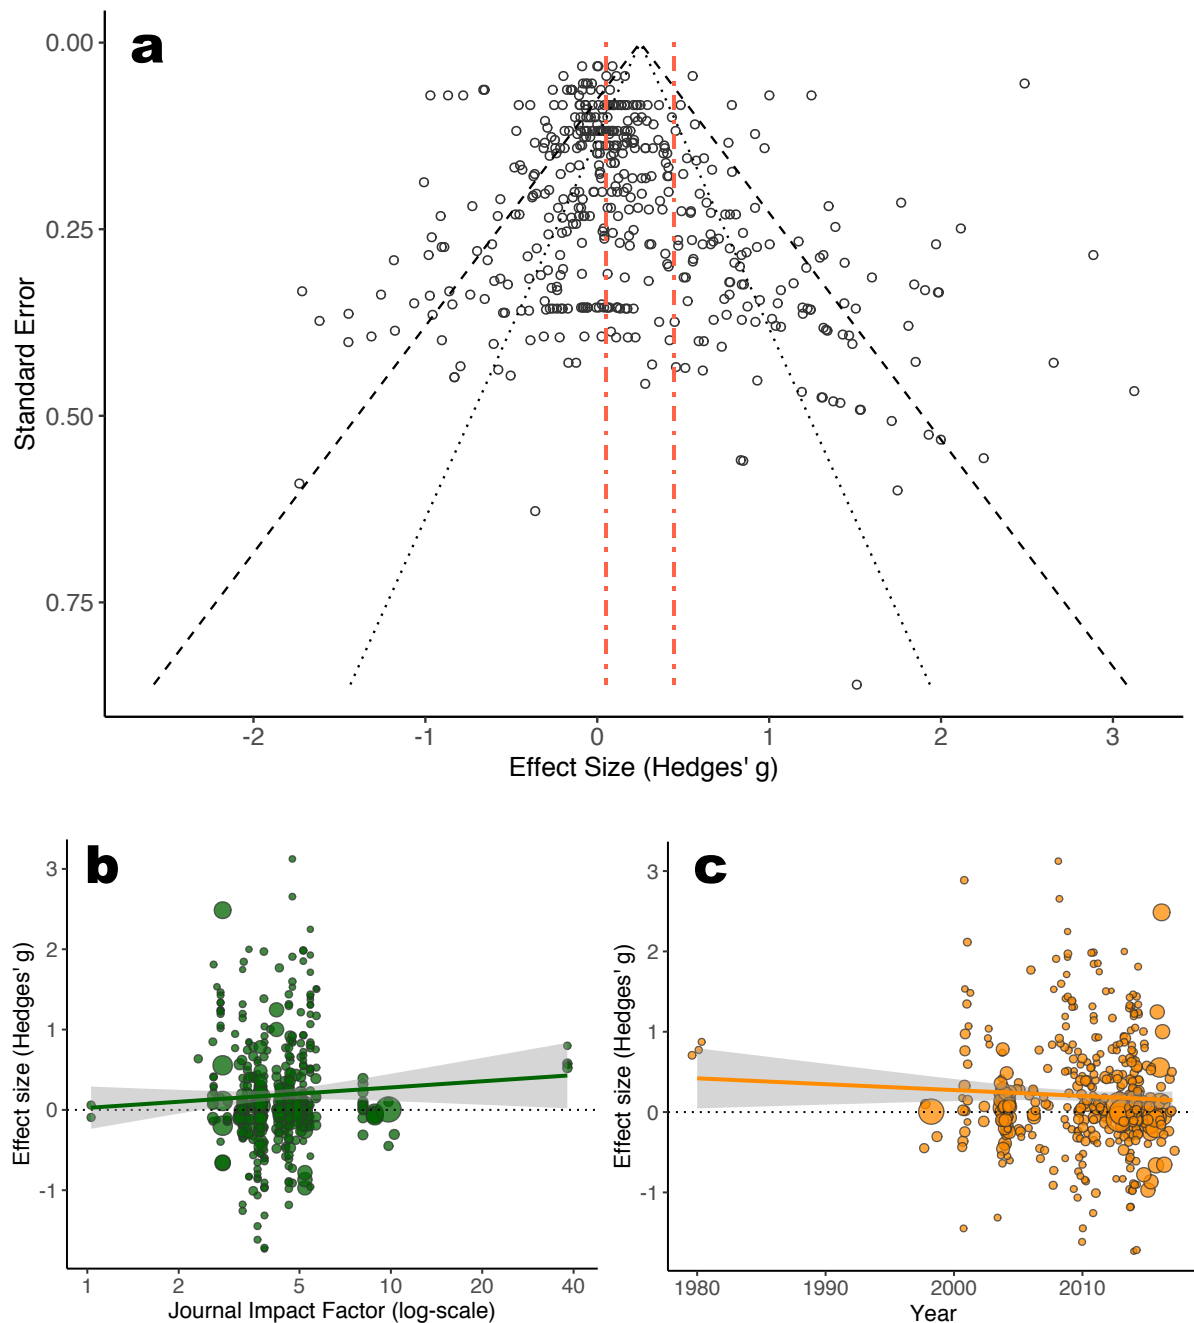 a
0.00
0.25
0.50
0.75
Standard Error
-2 -1 0 1 2 3
Effect Size (Hedges' g)
b
3
2
1
0
-1
Effect size (Hedges' g)
1 2 5 10 20 40
Journal Impact Factor (log-scale)
c
3
2
1
0
-1
Effect size (Hedges' g)
1980 1990 2000 2010
Year